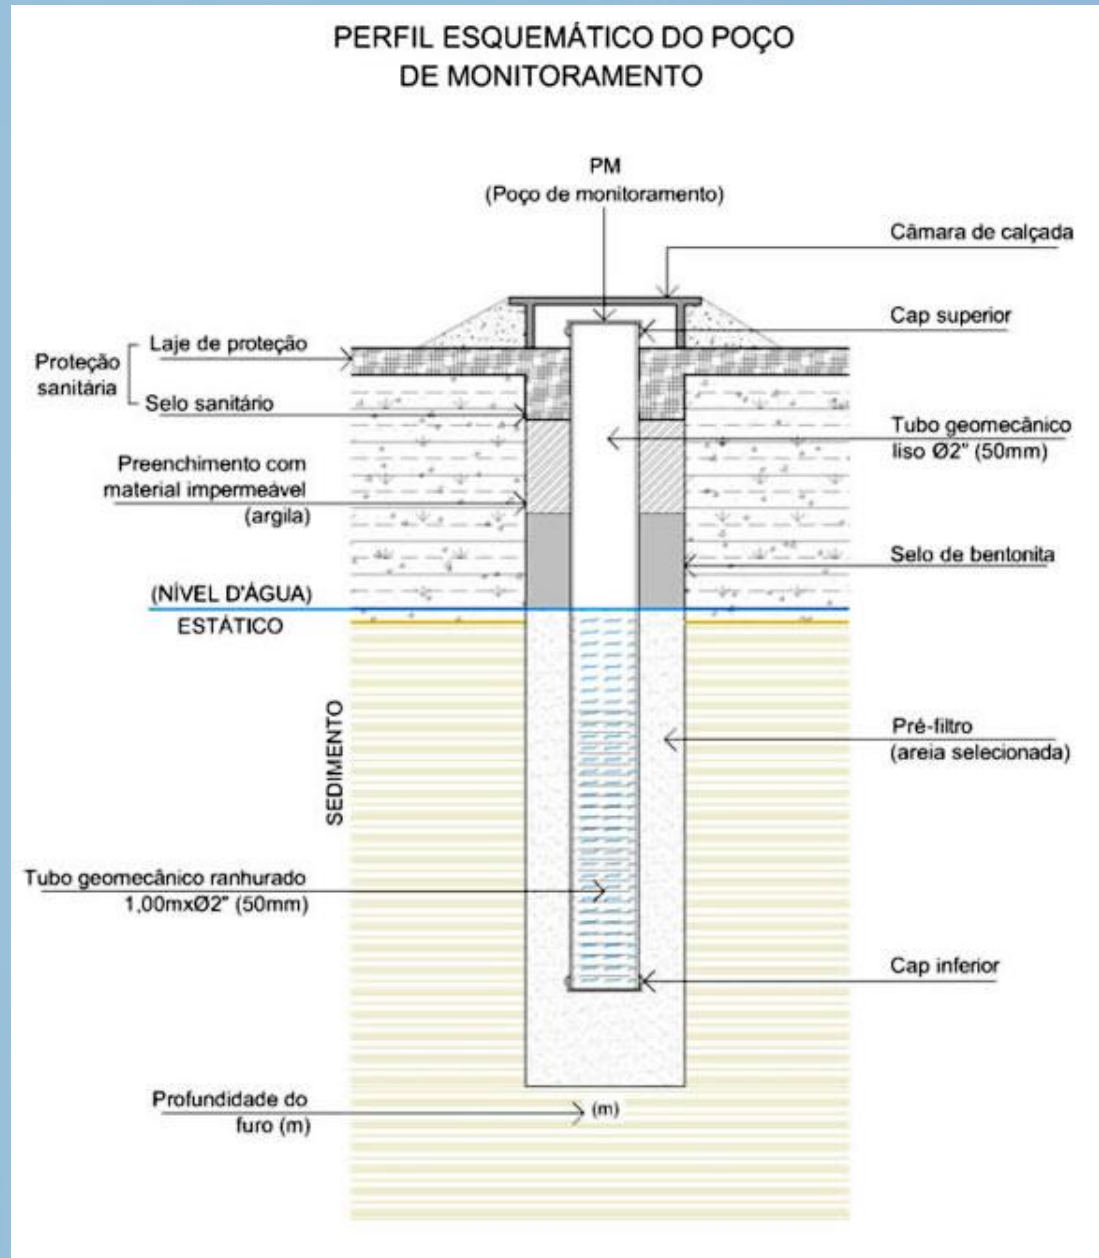 PERFIL ESQUEMÁTICO DO POÇO
DE MONITORAMENTO
PM
(Poço de monitoramento)
Câmara de calçada
Cap superior
Laje de proteção
Proteção
sanitária
Selo sanitário
Tubo geomecânico
liso Ø2" (50mm)
Preenchimento com
material impermeável
(argila)
Selo de bentonita
(NÍVEL D'ÁGUA)
ESTÁTICO
SEDIMENTO
Pré-filtro
(areia selecionada)
Tubo geomecânico ranhurado
1,00mxØ2" (50mm)
Cap inferior
Profundidade do
furo (m)
(m)